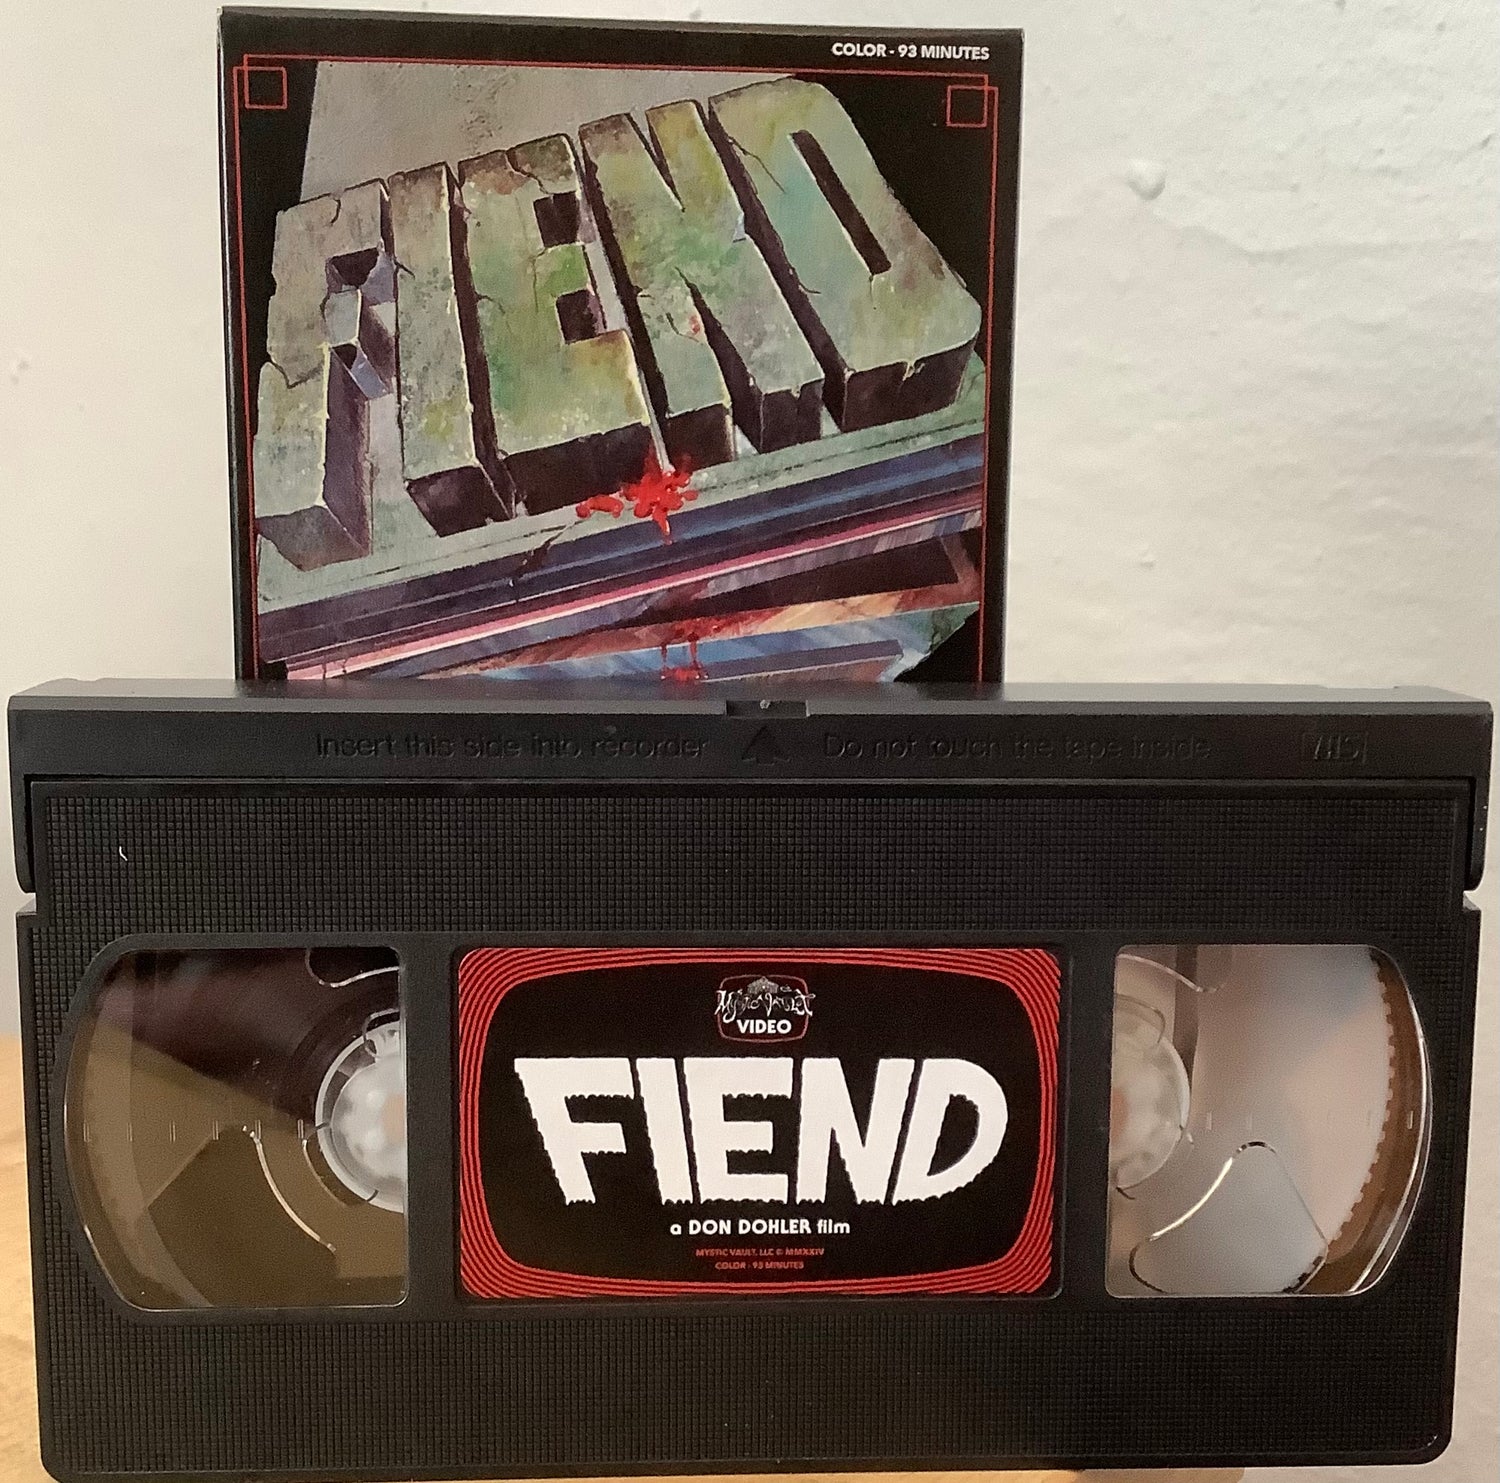 COLOR - 93 MINUTES
FIEND
Insert this side into recorder
Do not touch the tape inside
VHS
MYSTIC VAULT
VIDEO
FIEND
a DON DOHLER film
MYSTIC VAULT, LLC © MMXXIV
COLOR - 93 MINUTES